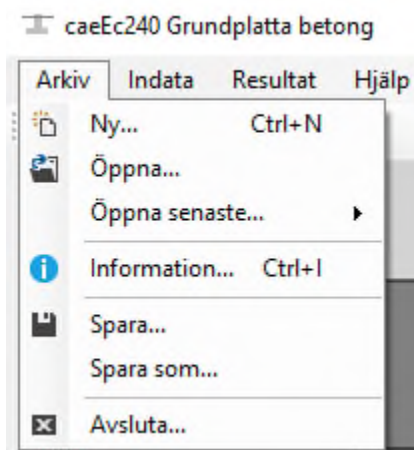 caeEc240 Grundplatta betong
Arkiv Indata Resultat Hjälp
Ny... Ctrl+N
Öppna...
Öppna senaste...
Information... Ctrl+I
Spara...
Spara som...
Avsluta...